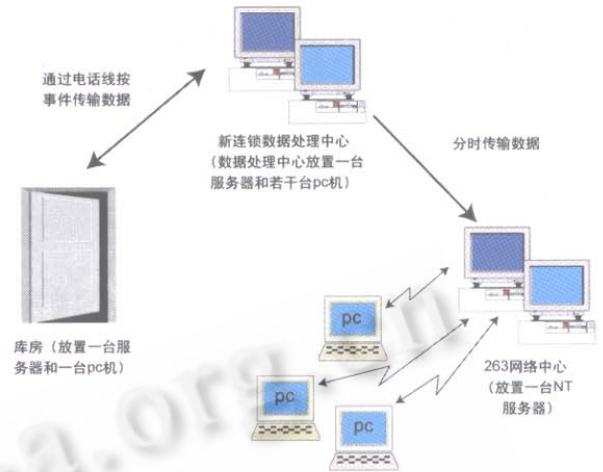 通过电话线按
事件传输数据
新连锁数据处理中心
(数据处理中心放置一台
服务器和若干台pc机)
分时传输数据
库房(放置一台服
务器和一台pc机)
263网络中心
(放置一台NT
服务器)
pc
pc
pc
.org.cn